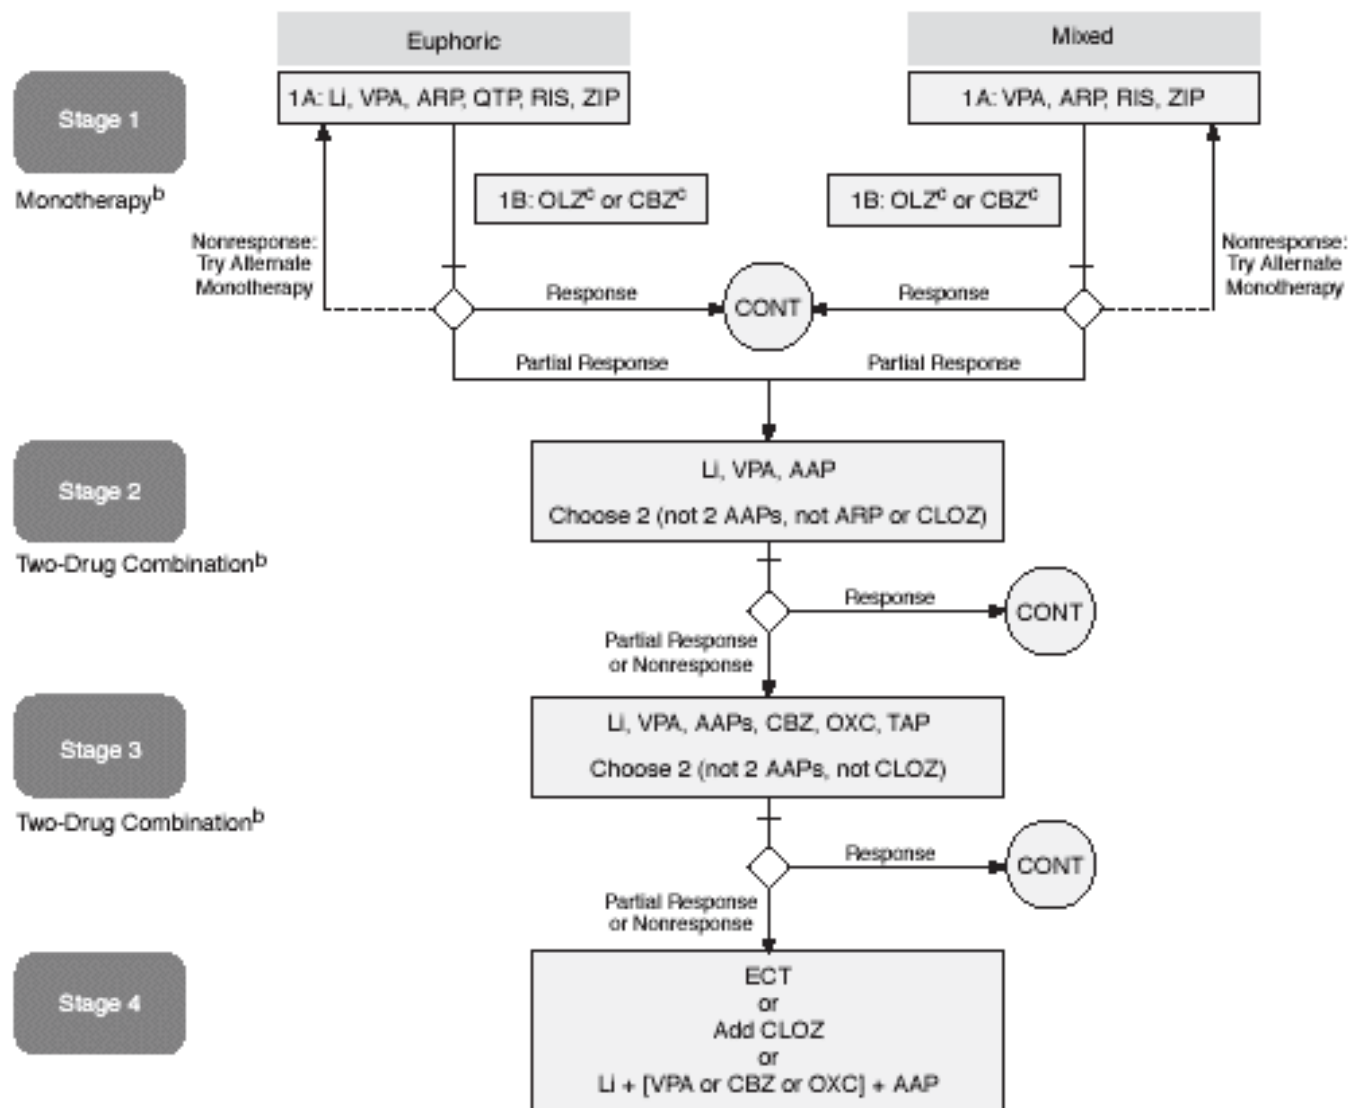 Euphoric
Mixed
Stage 1
Monotherapyᵇ
1A: Li, VPA, ARP, QTP, RIS, ZIP
1A: VPA, ARP, RIS, ZIP
1B: OLZᶜ or CBZᶜ
1B: OLZᶜ or CBZᶜ
Nonresponse:
Try Alternate
Monotherapy
Nonresponse:
Try Alternate
Monotherapy
Response
CONT
Response
Partial Response
Partial Response
Stage 2
Two-Drug Combinationᵇ
Li, VPA, AAP
Choose 2 (not 2 AAPs, not ARP or CLOZ)
Response
CONT
Partial Response
or Nonresponse
Stage 3
Two-Drug Combinationᵇ
Li, VPA, AAPs, CBZ, OXC, TAP
Choose 2 (not 2 AAPs, not CLOZ)
Response
CONT
Partial Response
or Nonresponse
Stage 4
ECT
or
Add CLOZ
or
Li + [VPA or CBZ or OXC] + AAP